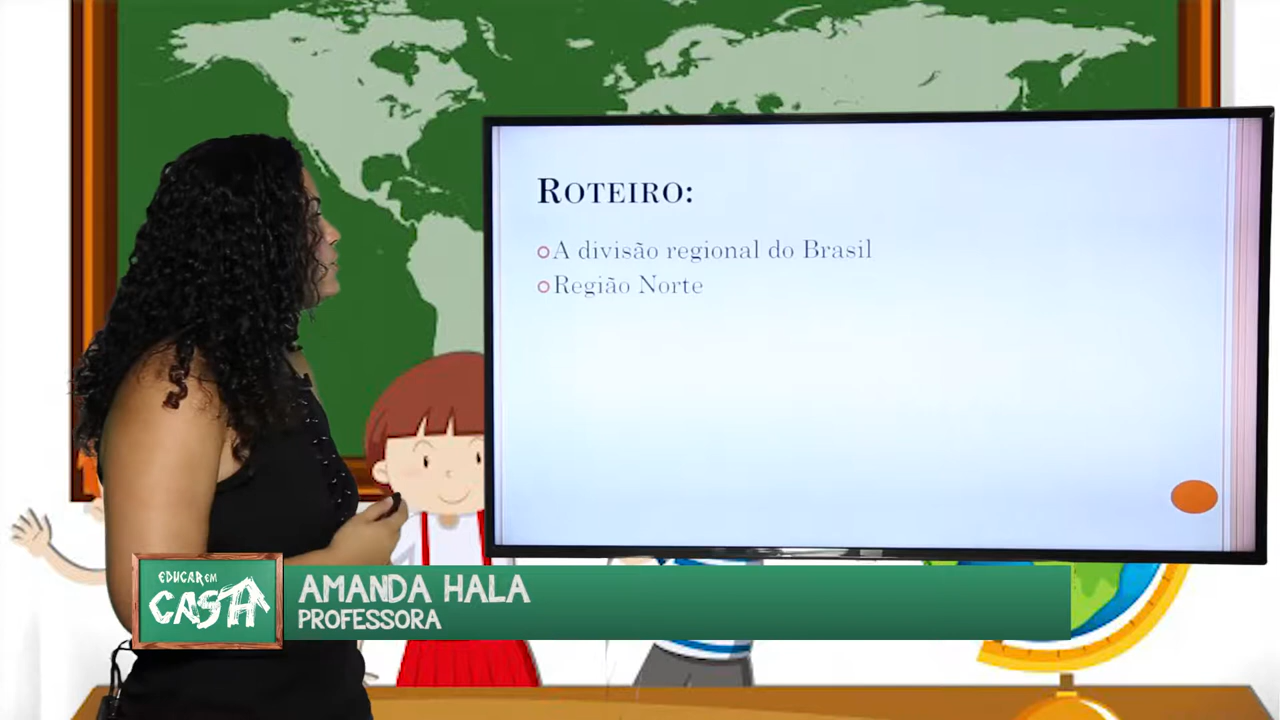 ROTEIRO:
A divisão regional do Brasil
Região Norte
EDUCAR EM
CASA
AMANDA HALA
PROFESSORA